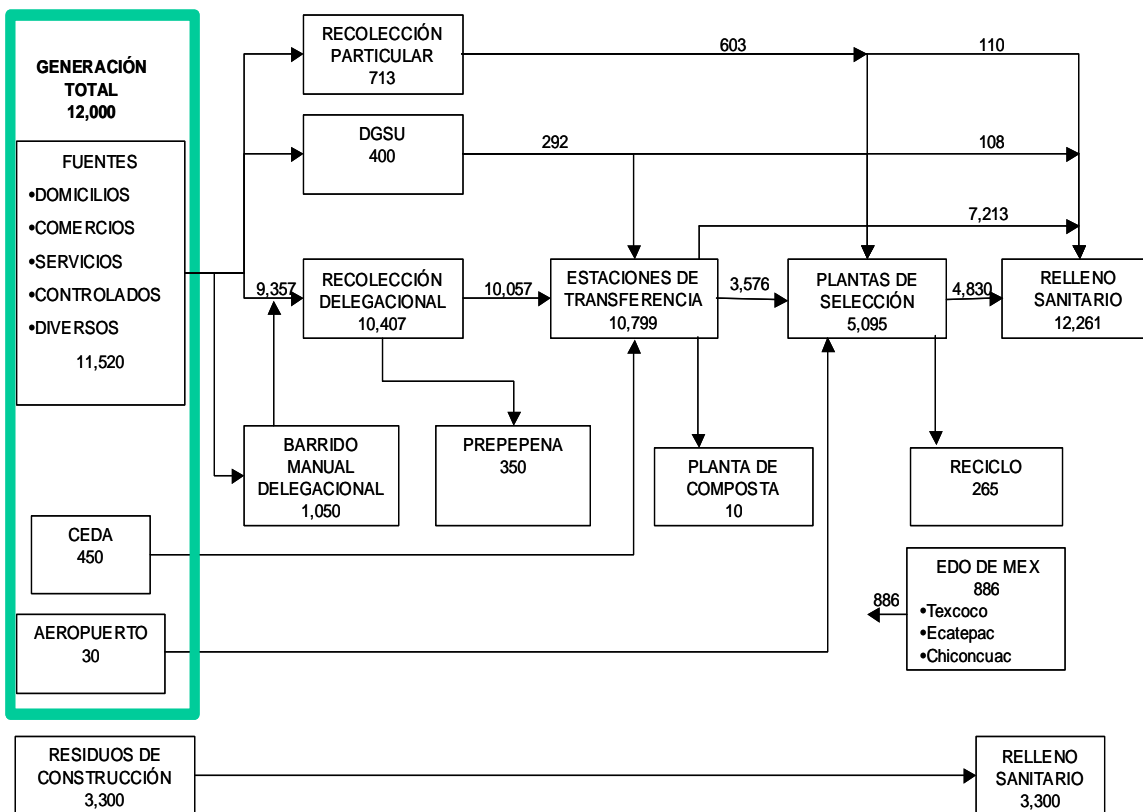 GENERACIÓN
TOTAL
12,000
FUENTES
•DOMICILIOS
•COMERCIOS
•SERVICIOS
•CONTROLADOS
•DIVERSOS
11,520
CEDA
450
AEROPUERTO
30
RECOLECCIÓN
PARTICULAR
713
603
110
DGSU
400
292
108
7,213
9,357
RECOLECCIÓN
DELEGACIONAL
10,407
10,057
ESTACIONES DE
TRANSFERENCIA
10,799
3,576
PLANTAS DE
SELECCIÓN
5,095
4,830
RELLENO
SANITARIO
12,261
BARRIDO
MANUAL
DELEGACIONAL
1,050
PREPEPENA
350
PLANTA DE
COMPOSTA
10
RECICLO
265
886
EDO DE MEX
886
•Texcoco
•Ecatepac
•Chiconcuac
RESIDUOS DE
CONSTRUCCIÓN
3,300
RELLENO
SANITARIO
3,300